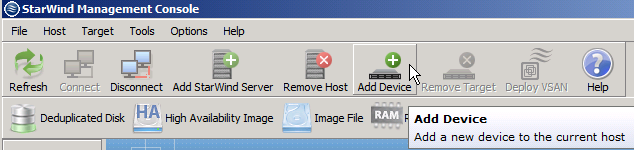 StarWind Management Console
File Host Target Tools Options Help
Refresh Connect Disconnect Add StarWind Server Remove Host Add Device Remove Target Deploy VSAN Help
Deduplicated Disk HA High Availability Image Image File RAM
Add Device
Add a new device to the current host